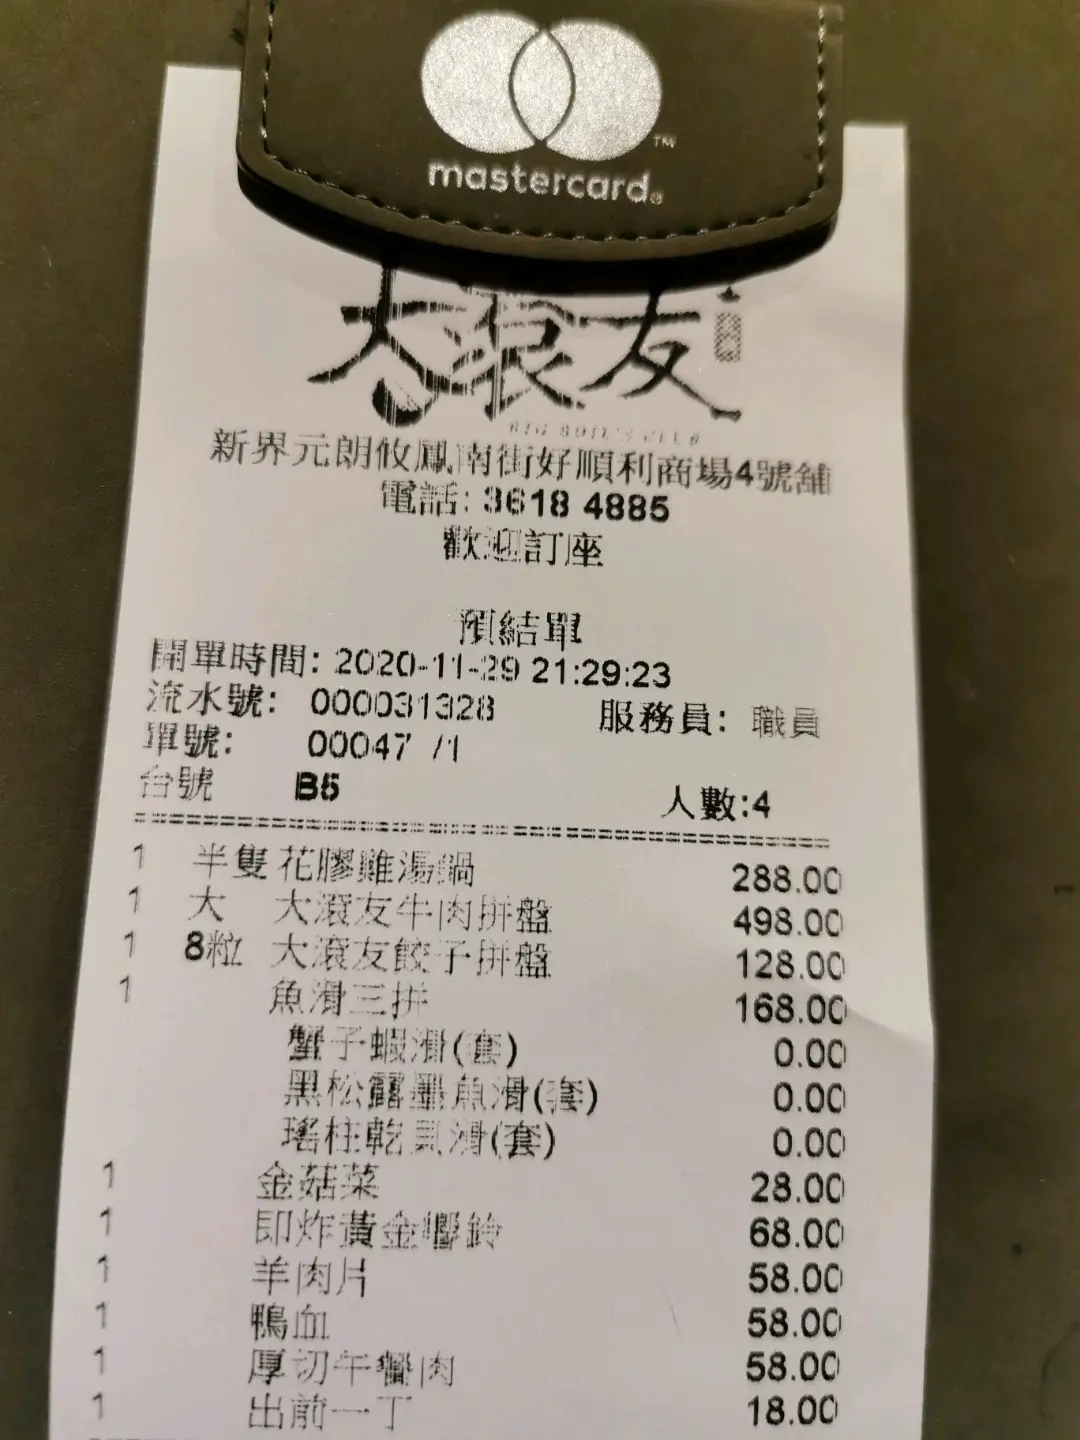 mastercard
大滾友
BIG BOIL'S CLUB
新界元朗攸鳳南街好順利商場4號舖
電話: 3618 4885
歡迎訂座
預結單
開單時間: 2020-11-29 21:29:23
流水號: 000031328 服務員: 職員
單號: 00047 /1
台號 B5 人數:4
1 半隻 花膠雞湯鍋 288.00
1 大 大滾友牛肉拼盤 498.00
1 8粒 大滾友餃子拼盤 128.00
1 魚滑三拼 168.00
蟹子蝦滑(套) 0.00
黑松露墨魚滑(套) 0.00
瑤柱乾貝滑(套) 0.00
1 金菇菜 28.00
1 即炸黃金響鈴 68.00
1 羊肉片 58.00
1 鴨血 58.00
1 厚切午餐肉 58.00
1 出前一丁 18.00